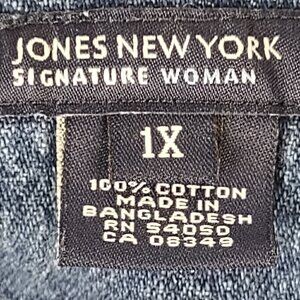 JONES NEW YORK
SIGNATURE WOMAN
1X
100% COTTON
MADE IN
BANGLADESH
RN 54050
CA 08349